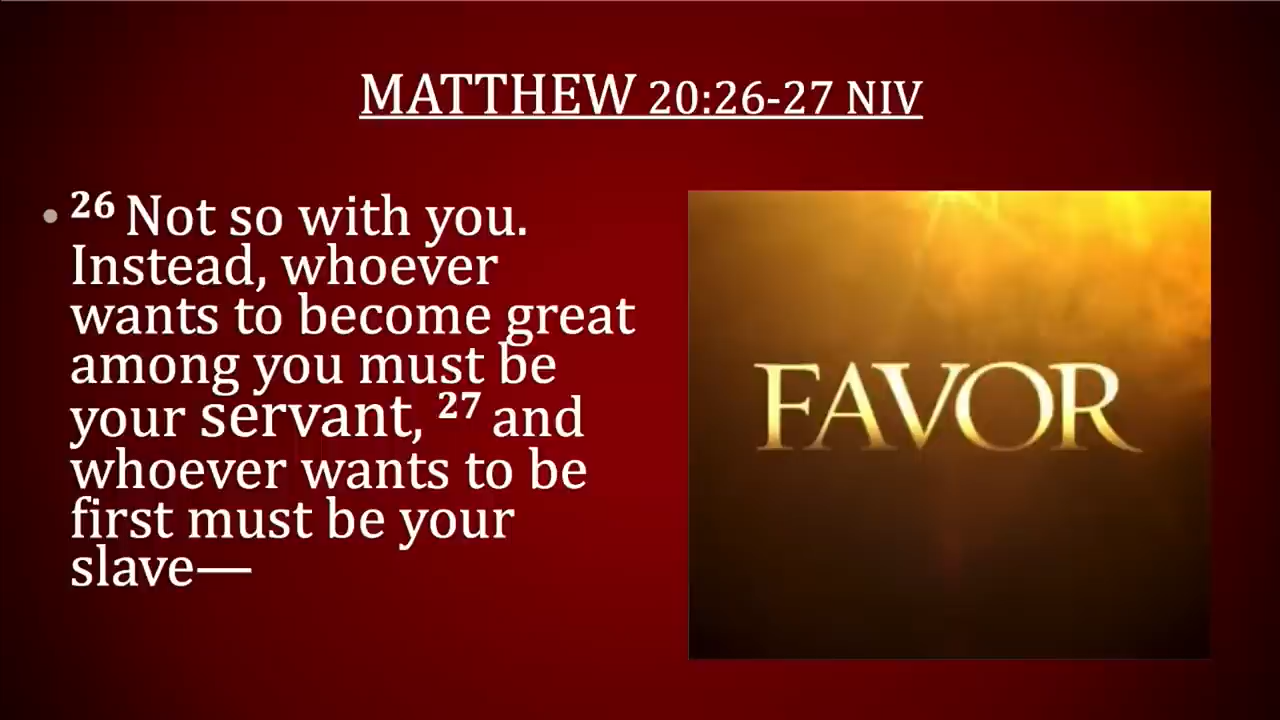 MATTHEW 20:26-27 NIV
• 26 Not so with you.
Instead, whoever
wants to become great
among you must be
your servant, 27 and
whoever wants to be
first must be your
slave—
FAVOR